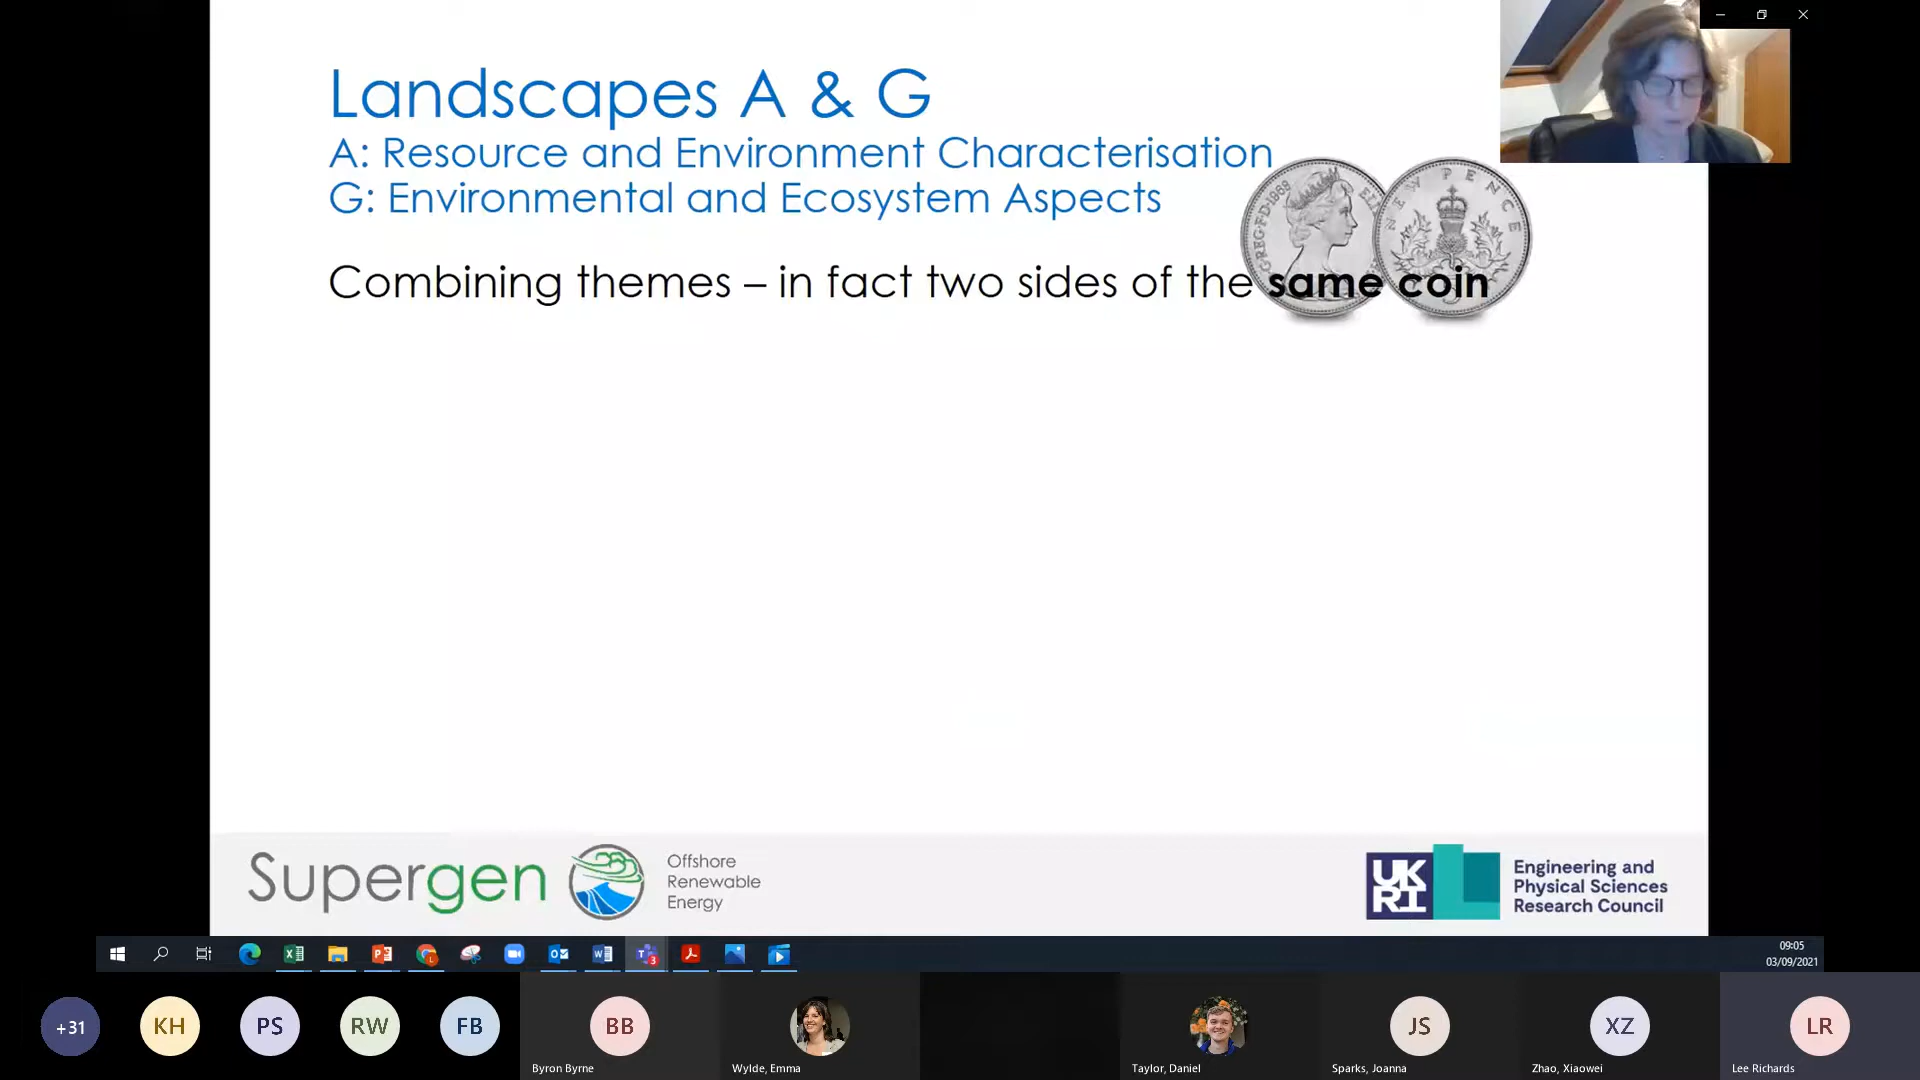 Landscapes A & G
A: Resource and Environment Characterisation
G: Environmental and Ecosystem Aspects
Combining themes – in fact two sides of the same coin
NEW PENCE
Supergen
Offshore
Renewable
Energy
UK
RI
Engineering and
Physical Sciences
Research Council
09:05
03/09/2021
+31
KH
PS
RW
FB
BB
JS
XZ
LR
Byron Byrne
Wylde, Emma
Taylor, Daniel
Sparks, Joanna
Zhao, Xiaowei
Lee Richards